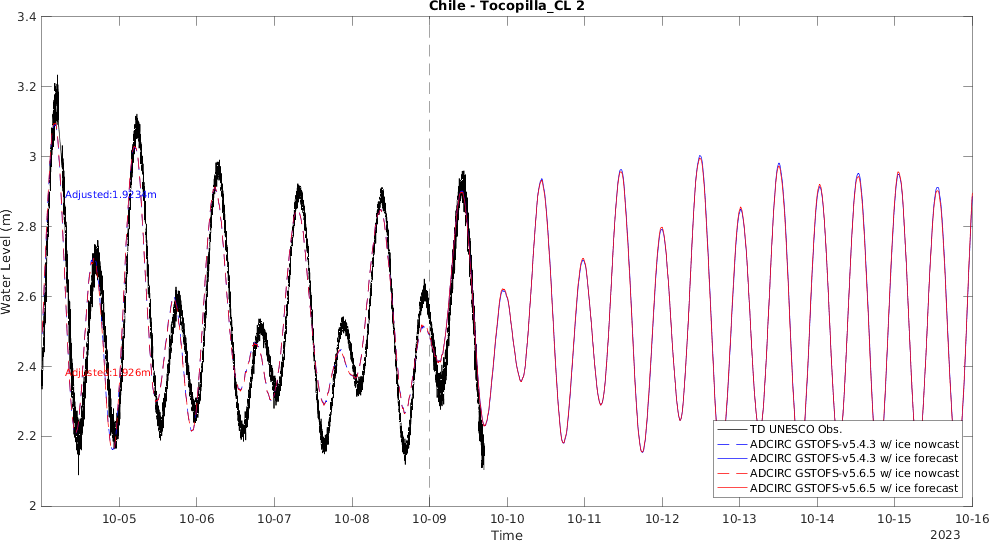 Chile - Tocopilla_CL 2
3.4
3.2
3
2.8
2.6
2.4
2.2
2
Water Level (m)
Adjusted:1.9234m
Adjusted:1.926m
TD UNESCO Obs.
ADCIRC GSTOFS-v5.4.3 w/ ice nowcast
ADCIRC GSTOFS-v5.4.3 w/ ice forecast
ADCIRC GSTOFS-v5.6.5 w/ ice nowcast
ADCIRC GSTOFS-v5.6.5 w/ ice forecast
10-05 10-06 10-07 10-08 10-09 10-10 10-11 10-12 10-13 10-14 10-15 10-16
Time
2023